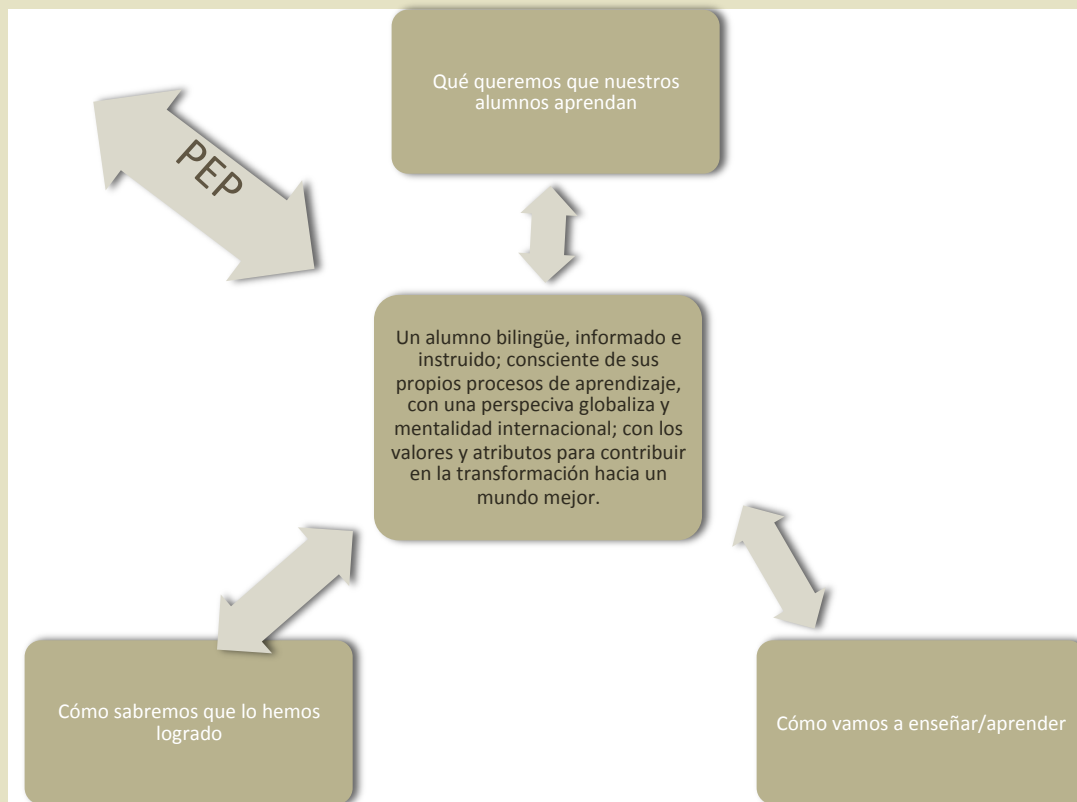 Qué queremos que nuestros
alumnos aprendan
PEP
Un alumno bilingüe, informado e
instruido; consciente de sus
propios procesos de aprendizaje,
con una perspeciva globaliza y
mentalidad internacional; con los
valores y atributos para contribuir
en la transformación hacia un
mundo mejor.
Cómo sabremos que lo hemos
logrado
Cómo vamos a enseñar/aprender